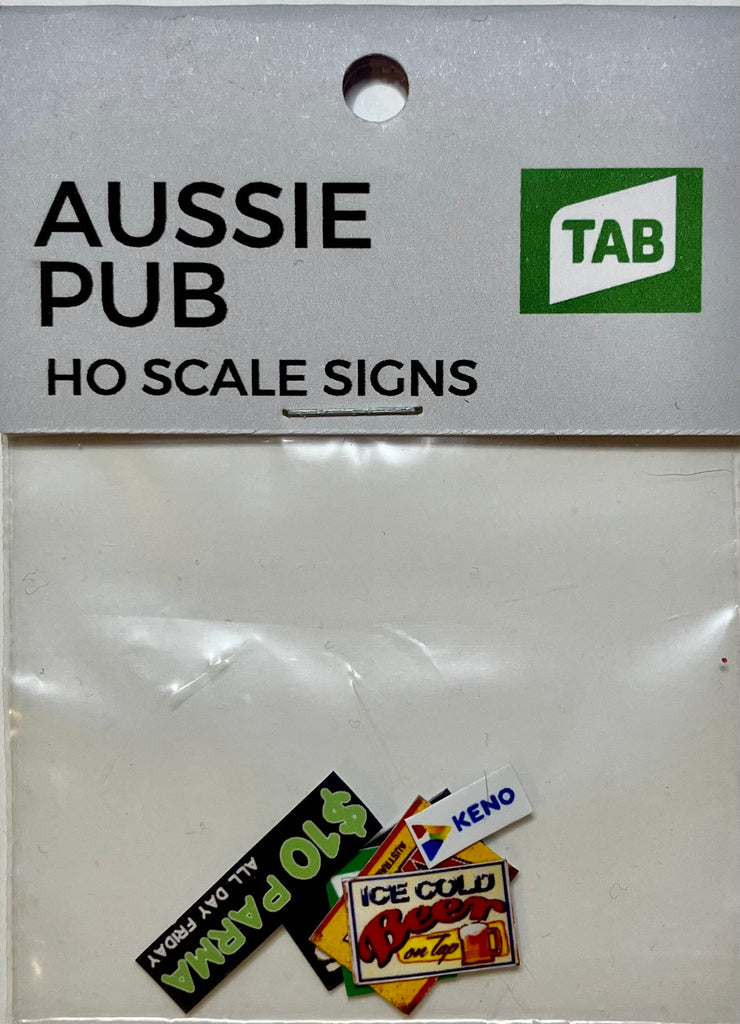 AUSSIE
PUB
HO SCALE SIGNS
TAB
$10 PARMA
ALL DAY FRIDAY
KENO
ICE COLD
Beer
on Tap